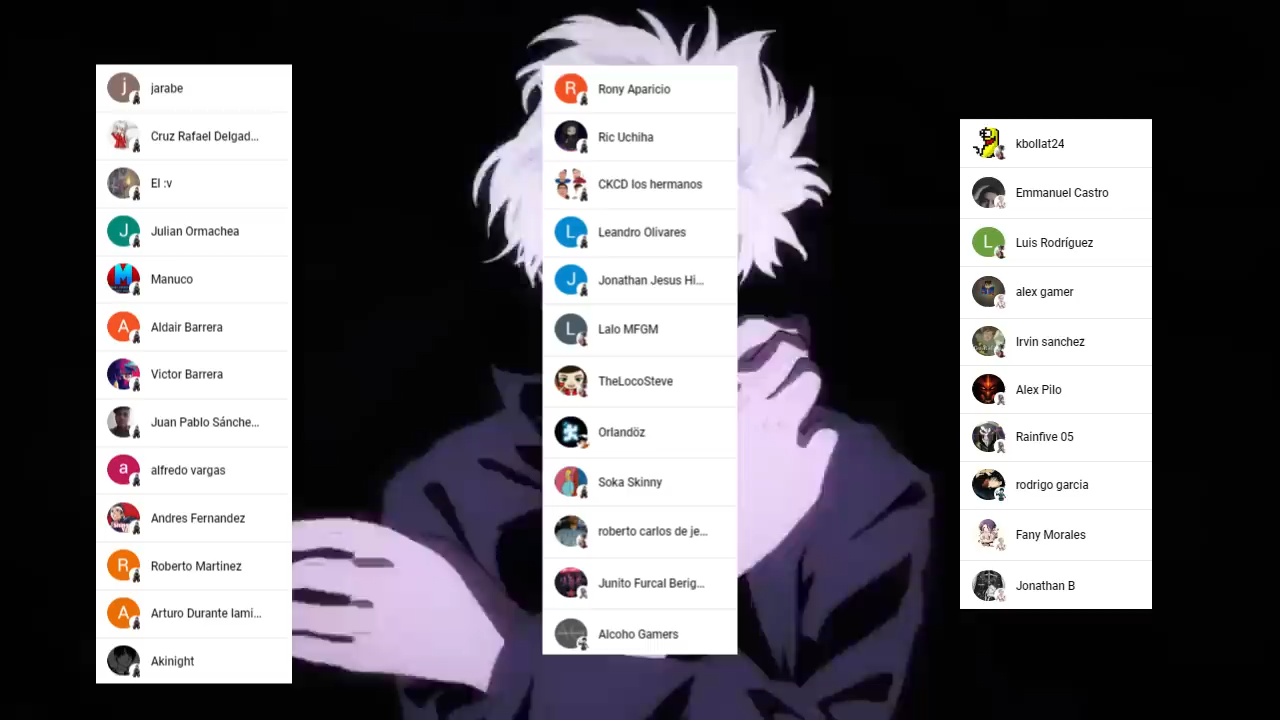 jarabe
Cruz Rafael Delgad...
El :v
Julian Ormachea
Manuco
Aldair Barrera
Victor Barrera
Juan Pablo Sánche...
alfredo vargas
Andres Fernandez
Roberto Martinez
Arturo Durante lami...
Akinight
Rony Aparicio
Ric Uchiha
CKCD los hermanos
Leandro Olivares
Jonathan Jesus Hi...
Lalo MFGM
TheLocoSteve
Orlandöz
Soka Skinny
roberto carlos de je...
Junito Furcal Berig...
Alcoho Gamers
kbollat24
Emmanuel Castro
Luis Rodríguez
alex gamer
Irvin sanchez
Alex Pilo
Rainfive 05
rodrigo garcia
Fany Morales
Jonathan B